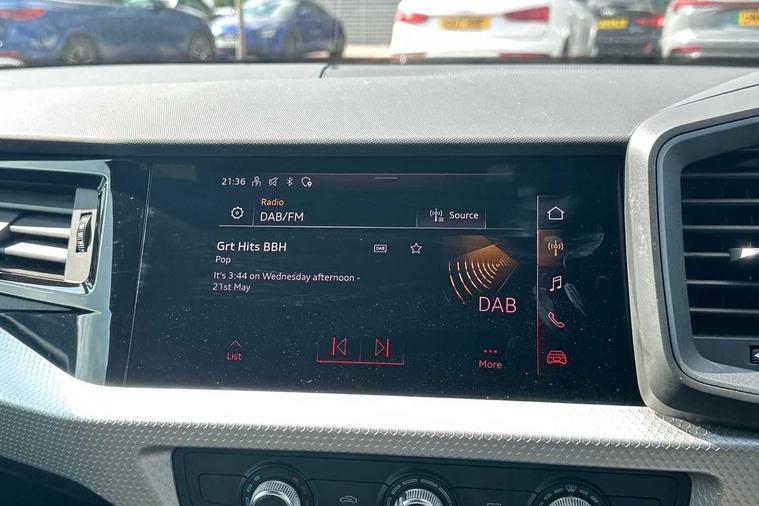 21:36
Radio
DAB/FM
Source
Grt Hits BBH
DAB
Pop
It's 3:44 on Wednesday afternoon -
21st May
DAB
List
More